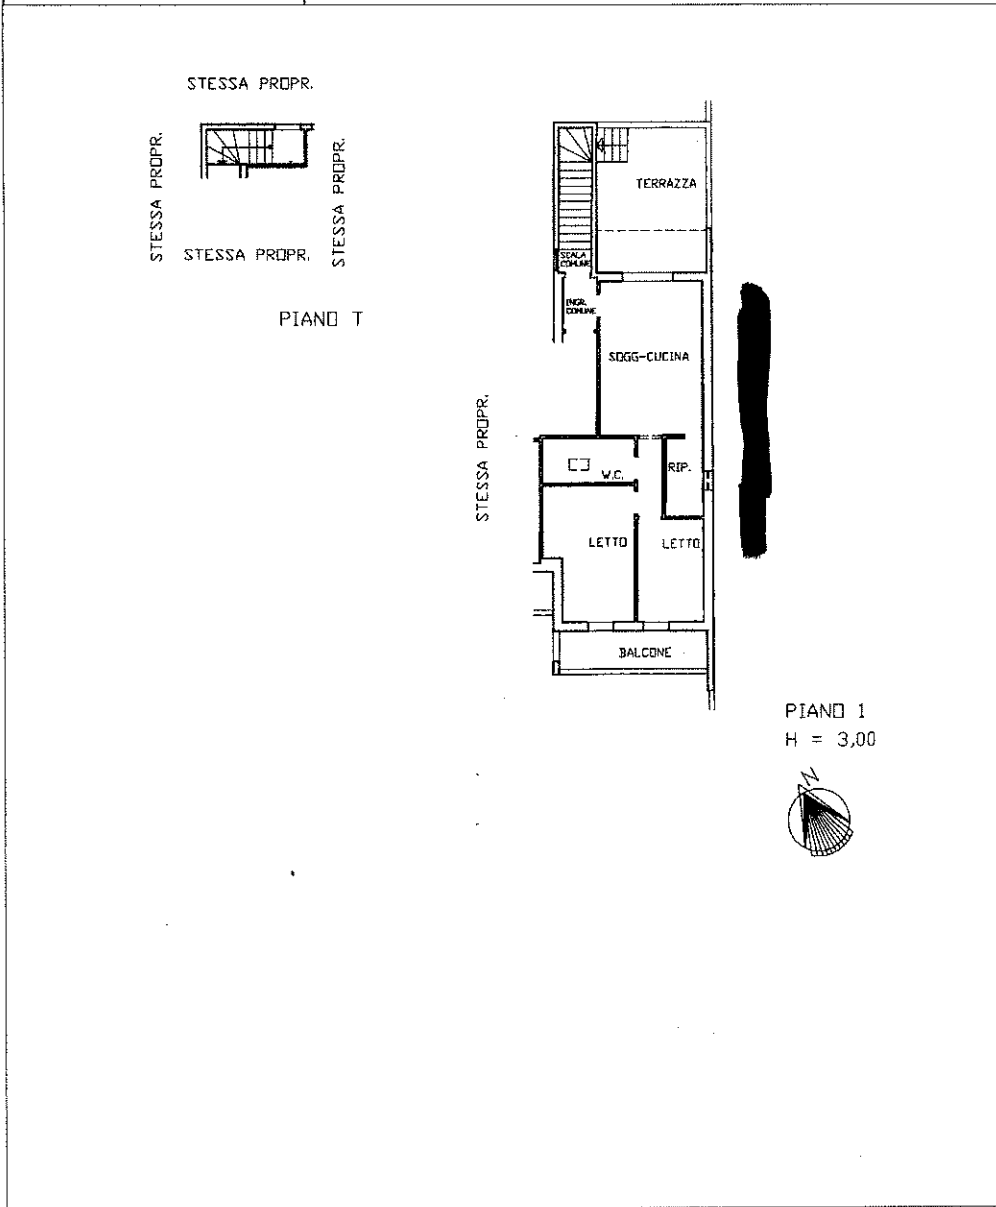 STESSA PROPR.
STESSA PROPR.
STESSA PROPR.
STESSA PROPR.
PIANO T
TERRAZZA
SCALA
COMUNE
INGR.
COMUNE
SOGG-CUCINA
STESSA PROPR.
W.C.
RIP.
LETTO
LETTO
BALCONE
PIANO 1
H = 3,00
N